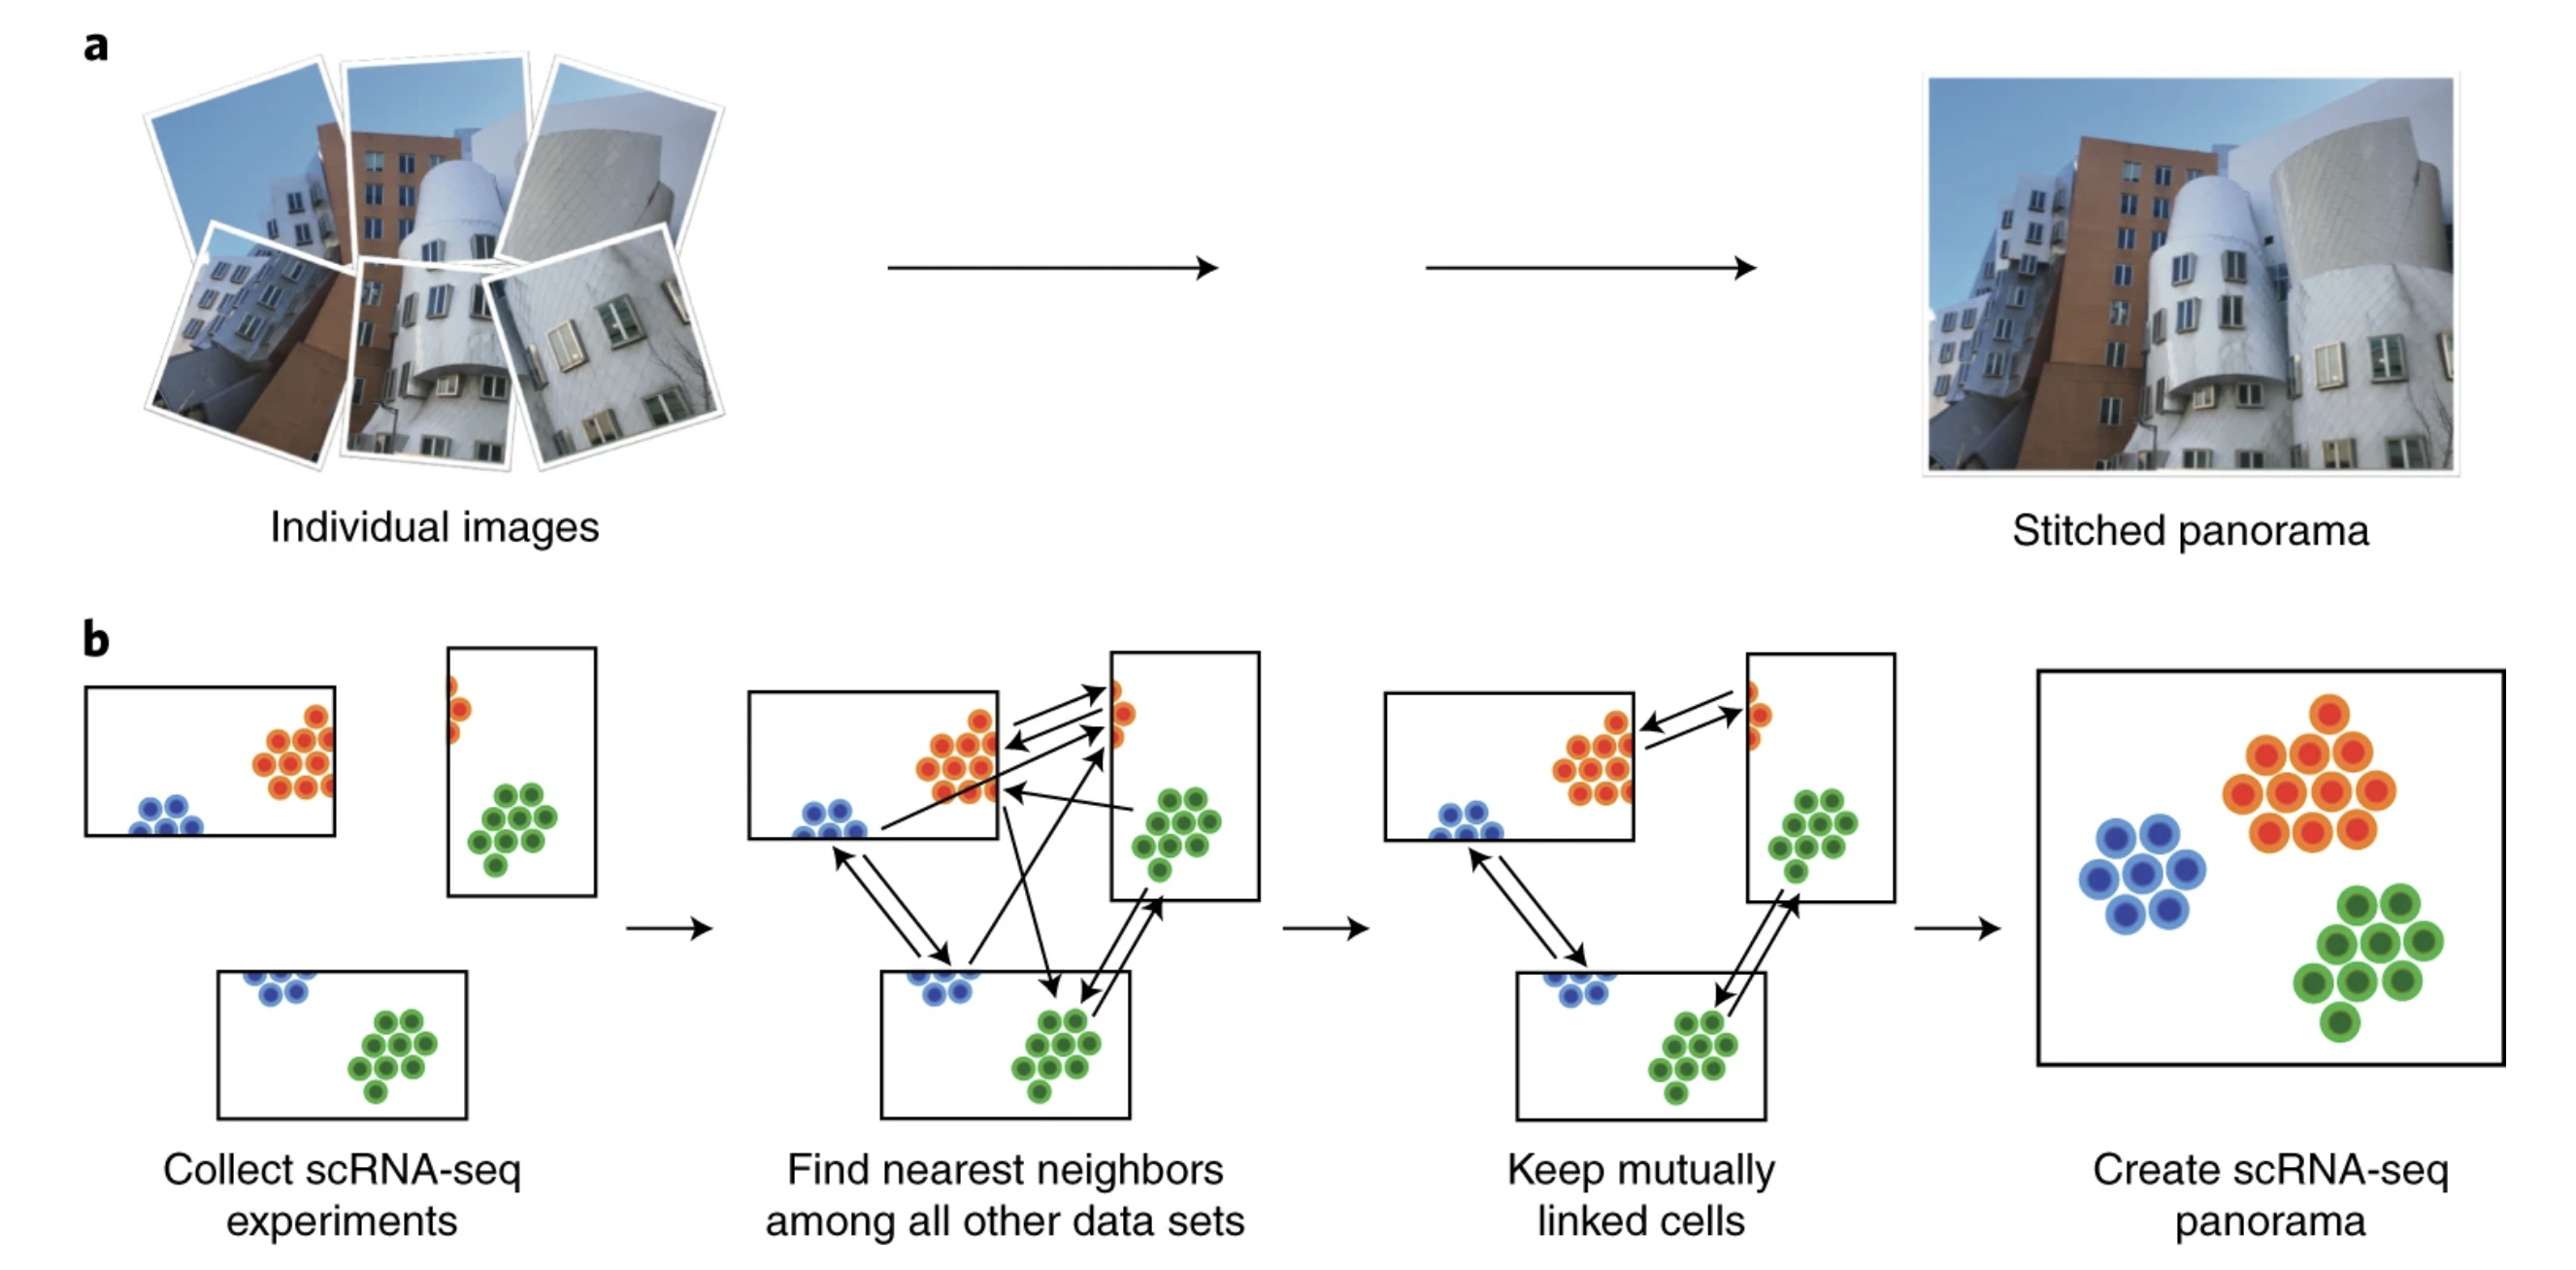 a
Individual images
Stitched panorama
b
Collect scRNA-seq
experiments
Find nearest neighbors
among all other data sets
Keep mutually
linked cells
Create scRNA-seq
panorama